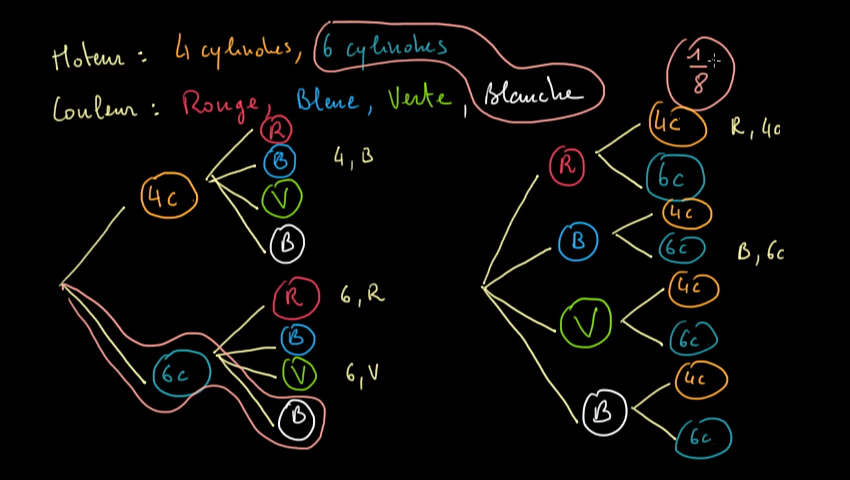 Moteur : 4 cylindres, 6 cylindres
Couleur : Rouge, Bleue, Verte, Blanche
1
8
4c
R
B
4, B
V
B
6c
R
6, R
B
V
6, V
B
R
4c
R, 4c
6c
B
4c
6c
B, 6c
V
4c
6c
B
4c
6c